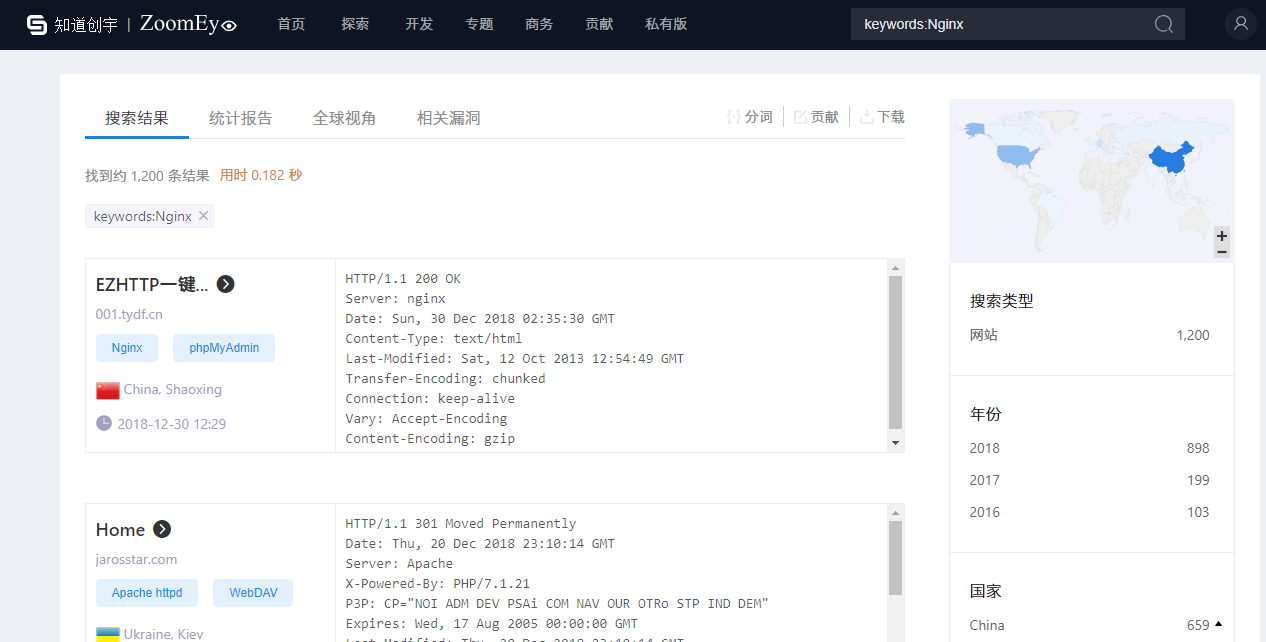 知道创宇 | ZoomEye 首页 探索 开发 专题 商务 贡献 私有版 keywords:Nginx
搜索结果 统计报告 全球视角 相关漏洞 分词 贡献 下载
找到约 1,200 条结果 用时 0.182 秒
keywords:Nginx ×
EZHTTP一键...
001.tydf.cn
Nginx phpMyAdmin
China, Shaoxing
2018-12-30 12:29
HTTP/1.1 200 OK
Server: nginx
Date: Sun, 30 Dec 2018 02:35:30 GMT
Content-Type: text/html
Last-Modified: Sat, 12 Oct 2013 12:54:49 GMT
Transfer-Encoding: chunked
Connection: keep-alive
Vary: Accept-Encoding
Content-Encoding: gzip
Home
jarosstar.com
Apache httpd WebDAV
Ukraine, Kiev
HTTP/1.1 301 Moved Permanently
Date: Thu, 20 Dec 2018 23:10:14 GMT
Server: Apache
X-Powered-By: PHP/7.1.21
P3P: CP="NOI ADM DEV PSAi COM NAV OUR OTRo STP IND DEM"
Expires: Wed, 17 Aug 2005 00:00:00 GMT
Last-Modified: Thu, 20 Dec 2018 23:10:14 GMT
+
−
搜索类型
网站 1,200
年份
2018 898
2017 199
2016 103
国家
China 659